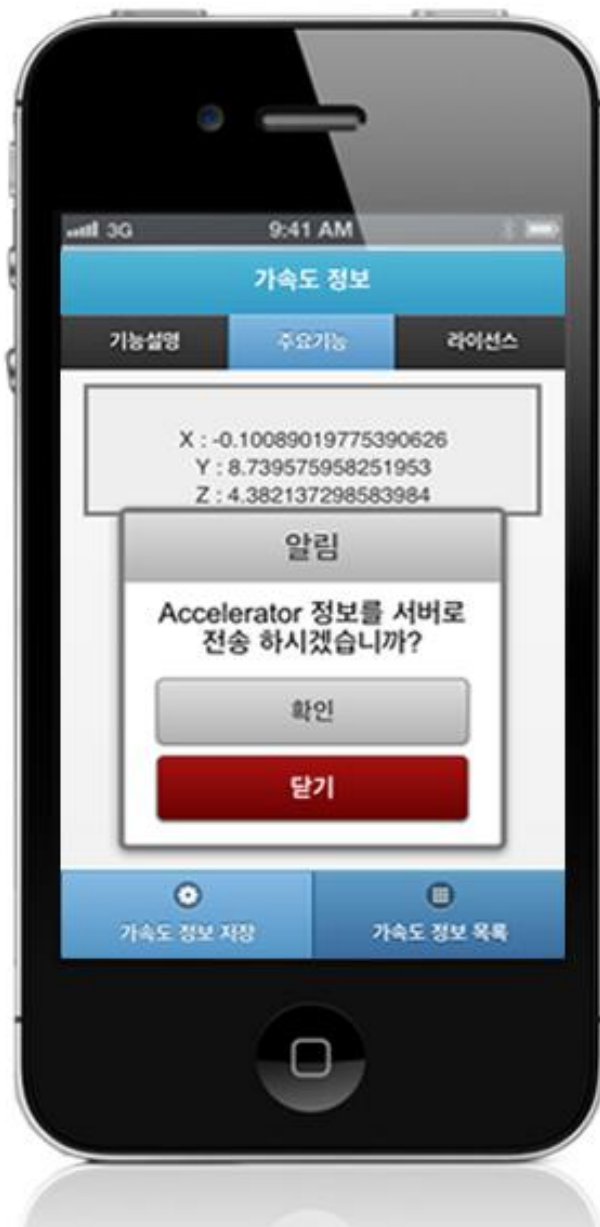 3G 9:41 AM
가속도 정보
기능설명 주요기능 라이선스
X : -0.10089019775390626
Y : 8.739575958251953
Z : 4.382137298583984
알림
Accelerator 정보를 서버로
전송 하시겠습니까?
확인
닫기
가속도 정보 저장 가속도 정보 목록